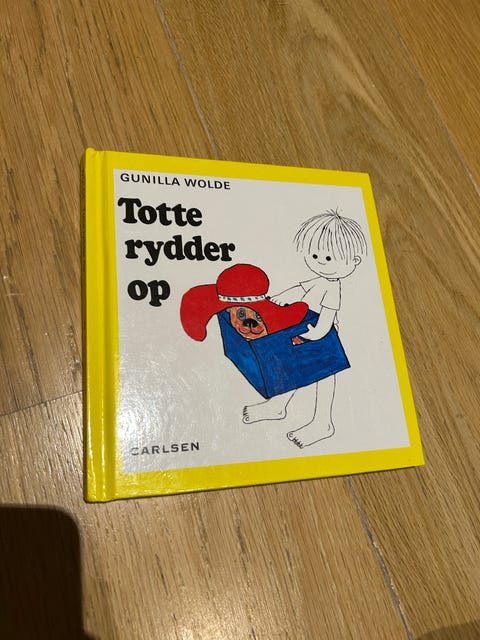 GUNILLA WOLDE
Totte
rydder
op
CARLSEN